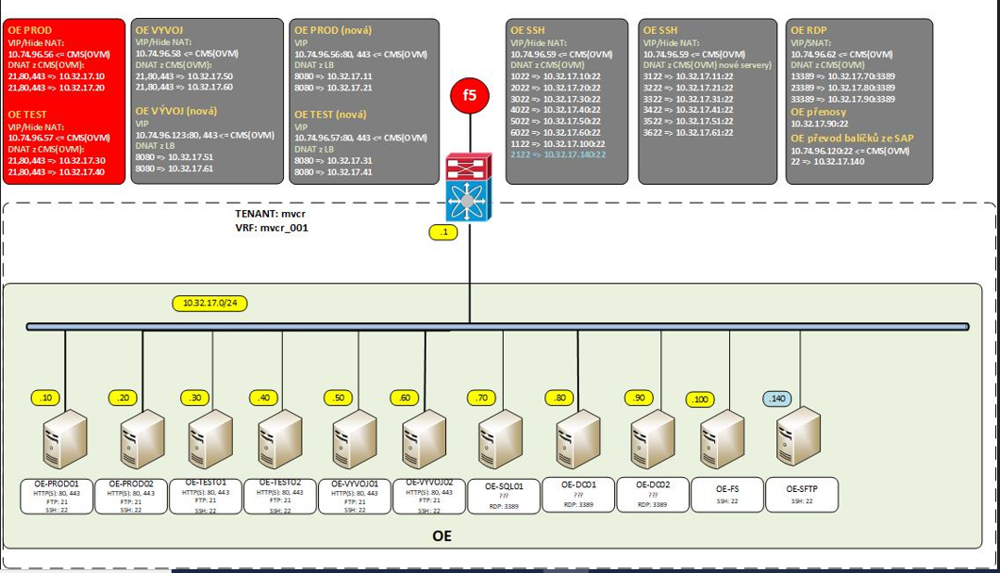 OE PROD
VIP/Hide NAT:
10.74.96.56 <= CMS(OVM)
DNAT z CMS(OVM):
21,80,443 => 10.32.17.10
21,80,443 => 10.32.17.20
OE TEST
VIP/Hide NAT:
10.74.96.57 <= CMS(OVM)
DNAT z CMS(OVM):
21,80,443 => 10.32.17.30
21,80,443 => 10.32.17.40
OE VYVOJ
VIP/Hide NAT:
10.74.96.58 <= CMS(OVM)
DNAT z CMS(OVM):
21,80,443 => 10.32.17.50
21,80,443 => 10.32.17.60
OE VÝVOJ (nová)
VIP
10.74.96.123:80, 443 <= CMS(OVM)
DNAT z LB
8080 => 10.32.17.51
8080 => 10.32.17.61
OE PROD (nová)
VIP
10.74.96.56:80, 443 <= CMS(OVM)
DNAT z LB
8080 => 10.32.17.11
8080 => 10.32.17.21
OE TEST (nová)
VIP
10.74.96.57:80, 443 <= CMS(OVM)
DNAT z LB
8080 => 10.32.17.31
8080 => 10.32.17.41
f5
OE SSH
VIP/Hide NAT:
10.74.96.59 <= CMS(OVM)
DNAT z CMS(OVM)
1022 => 10.32.17.10:22
2022 => 10.32.17.20:22
3022 => 10.32.17.30:22
4022 => 10.32.17.40:22
5022 => 10.32.17.50:22
6022 => 10.32.17.60:22
1122 => 10.32.17.100:22
2122 => 10.32.17.140:22
OE SSH
VIP/Hide NAT:
10.74.96.59 <= CMS(OVM)
DNAT z CMS(OVM) nové servery)
3122 => 10.32.17.11:22
3222 => 10.32.17.21:22
3322 => 10.32.17.31:22
3422 => 10.32.17.41:22
3522 => 10.32.17.51:22
3622 => 10.32.17.61:22
OE RDP
VIP/SNAT:
10.74.96.62 <= CMS(OVM)
DNAT z CMS(OVM):
13389 => 10.32.17.70:3389
23389 => 10.32.17.80:3389
33389 => 10.32.17.90:3389
OE přenosy
10.32.17.90:22
OE převod balíčků ze SAP
10.74.96.120:22 <= CMS(OVM)
22 => 10.32.17.140
TENANT: mvcr
VRF: mvcr_001
.1
10.32.17.0/24
.10
.20
.30
.40
.50
.60
.70
.80
.90
.100
.140
OE-PROD01
HTTP(S): 80, 443
FTP: 21
SSH: 22
OE-PROD02
HTTP(S): 80, 443
FTP: 21
SSH: 22
OE-TEST01
HTTP(S): 80, 443
FTP: 21
SSH: 22
OE-TEST02
HTTP(S): 80, 443
FTP: 21
SSH: 22
OE-VYVOJ01
HTTP(S): 80, 443
FTP: 21
SSH: 22
OE-VYVOJ02
HTTP(S): 80, 443
FTP: 21
SSH: 22
OE-SQL01
???
RDP: 3389
OE-DC01
???
RDP: 3389
OE-DC02
???
RDP: 3389
OE-FS
SSH: 22
OE-SFTP
SSH: 22
OE